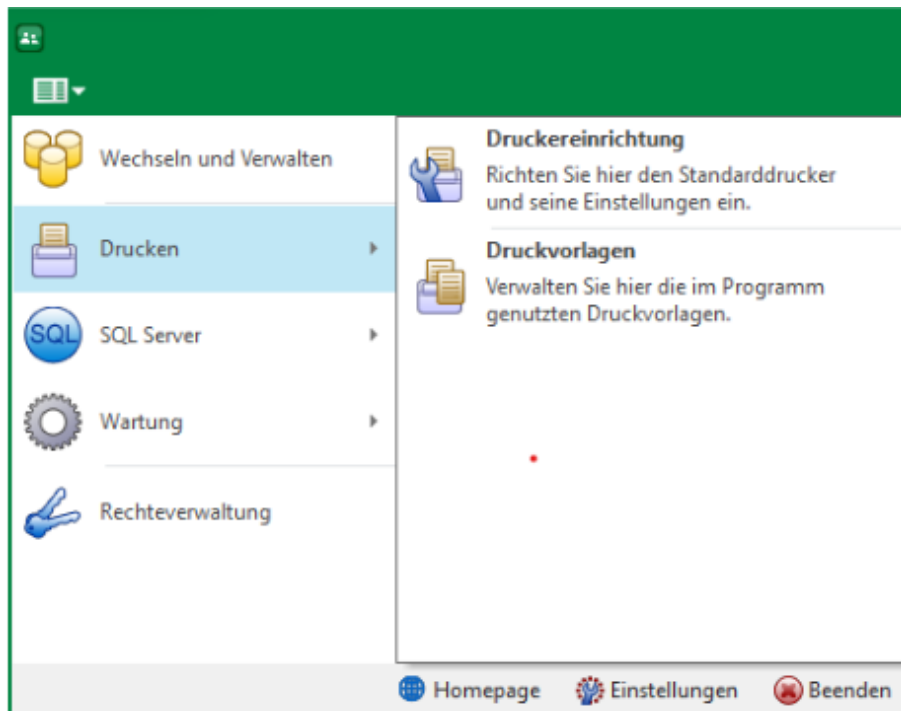 Wechseln und Verwalten
Drucken
SQL
SQL Server
Wartung
Rechteverwaltung
Druckereinrichtung
Richten Sie hier den Standarddrucker
und seine Einstellungen ein.
Druckvorlagen
Verwalten Sie hier die im Programm
genutzten Druckvorlagen.
Homepage
Einstellungen
Beenden